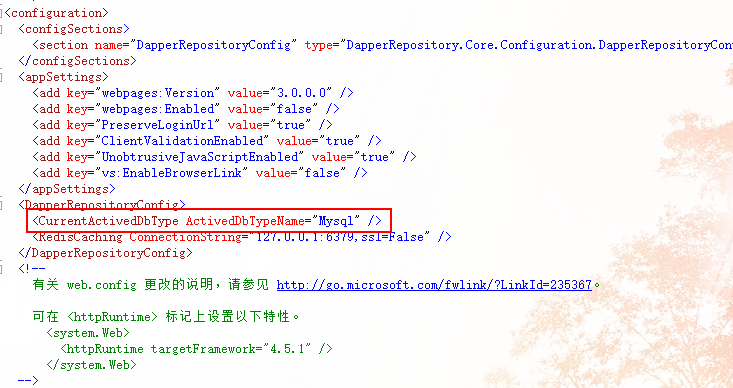 <configuration>
<configSections>
<section name="DapperRepositoryConfig" type="DapperRepository.Core.Configuration.DapperRepositoryConf
</configSections>
<appSettings>
<add key="webpages:Version" value="3.0.0.0" />
<add key="webpages:Enabled" value="false" />
<add key="PreserveLoginUrl" value="true" />
<add key="ClientValidationEnabled" value="true" />
<add key="UnobtrusiveJavaScriptEnabled" value="true" />
<add key="vs:EnableBrowserLink" value="false" />
</appSettings>
<DapperRepositoryConfig>
<CurrentActivedDbType ActivedDbTypeName="Mysql" />
<RedisCaching ConnectionString="127.0.0.1:6379,ssl=False" />
</DapperRepositoryConfig>
<!--
有关 web.config 更改的说明，请参见 http://go.microsoft.com/fwlink/?LinkId=235367。
可在 <httpRuntime> 标记上设置以下特性。
<system.Web>
<httpRuntime targetFramework="4.5.1" />
</system.Web>
-->